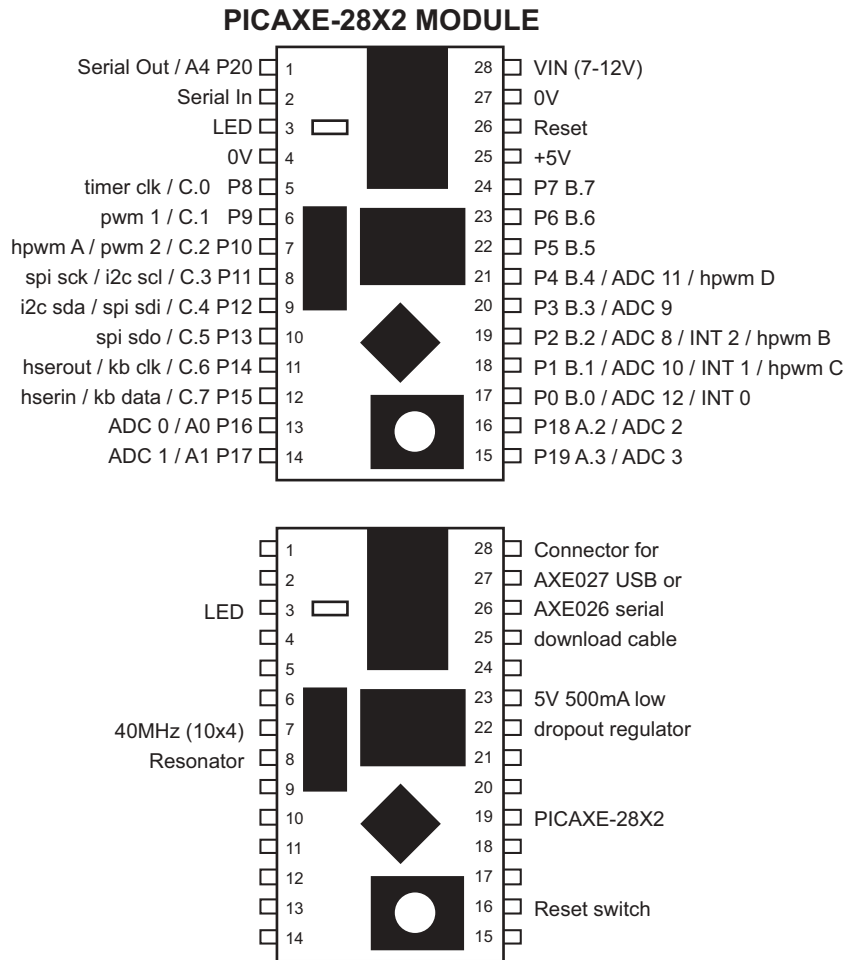 PICAXE-28X2 MODULE
Serial Out / A4 P20 1 28 VIN (7-12V)
Serial In 2 27 0V
LED 3 26 Reset
0V 4 25 +5V
timer clk / C.0 P8 5 24 P7 B.7
pwm 1 / C.1 P9 6 23 P6 B.6
hpwm A / pwm 2 / C.2 P10 7 22 P5 B.5
spi sck / i2c scl / C.3 P11 8 21 P4 B.4 / ADC 11 / hpwm D
i2c sda / spi sdi / C.4 P12 9 20 P3 B.3 / ADC 9
spi sdo / C.5 P13 10 19 P2 B.2 / ADC 8 / INT 2 / hpwm B
hserout / kb clk / C.6 P14 11 18 P1 B.1 / ADC 10 / INT 1 / hpwm C
hserin / kb data / C.7 P15 12 17 P0 B.0 / ADC 12 / INT 0
ADC 0 / A0 P16 13 16 P18 A.2 / ADC 2
ADC 1 / A1 P17 14 15 P19 A.3 / ADC 3
1 28 Connector for
2 27 AXE027 USB or
LED 3 26 AXE026 serial
4 25 download cable
5 24
6 23 5V 500mA low
40MHz (10x4) 7 22 dropout regulator
Resonator 8 21
9 20
10 19 PICAXE-28X2
11 18
12 17
13 16 Reset switch
14 15